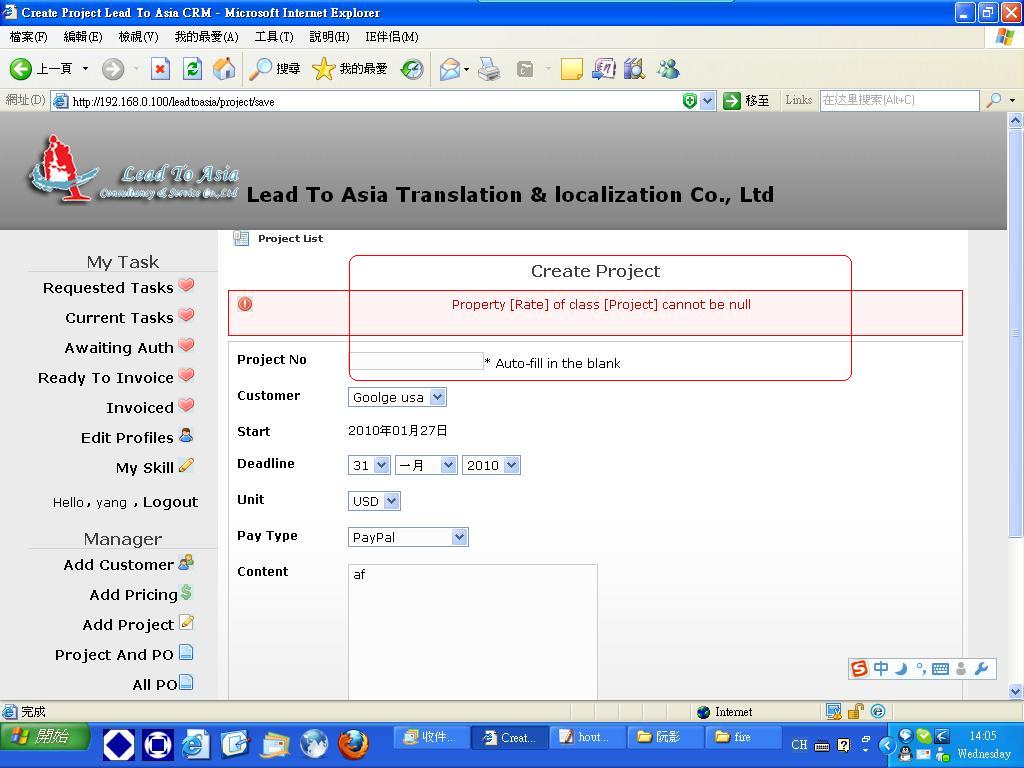 Create Project Lead To Asia CRM - Microsoft Internet Explorer
檔案(F) 編輯(E) 檢視(V) 我的最愛(A) 工具(T) 說明(H) IE伴侶(M)
上一頁 搜尋 我的最愛
網址(D) http://192.168.0.100/leadtoasia/project/save 移至 Links 在这里搜索(Alt+C)
Lead To Asia
Consultancy & Service Co.,Ltd
Lead To Asia Translation & localization Co., Ltd
Project List
My Task
Requested Tasks
Current Tasks
Awaiting Auth
Ready To Invoice
Invoiced
Edit Profiles
My Skill
Hello, yang , Logout
Manager
Add Customer
Add Pricing
Add Project
Project And PO
All PO
Create Project
Property [Rate] of class [Project] cannot be null
Project No * Auto-fill in the blank
Customer Goolge usa
Start 2010年01月27日
Deadline 31 一月 2010
Unit USD
Pay Type PayPal
Content af
中
完成 Internet
開始 收件... Creat... hout... 阮影 fire CH 14:05
Wednesday